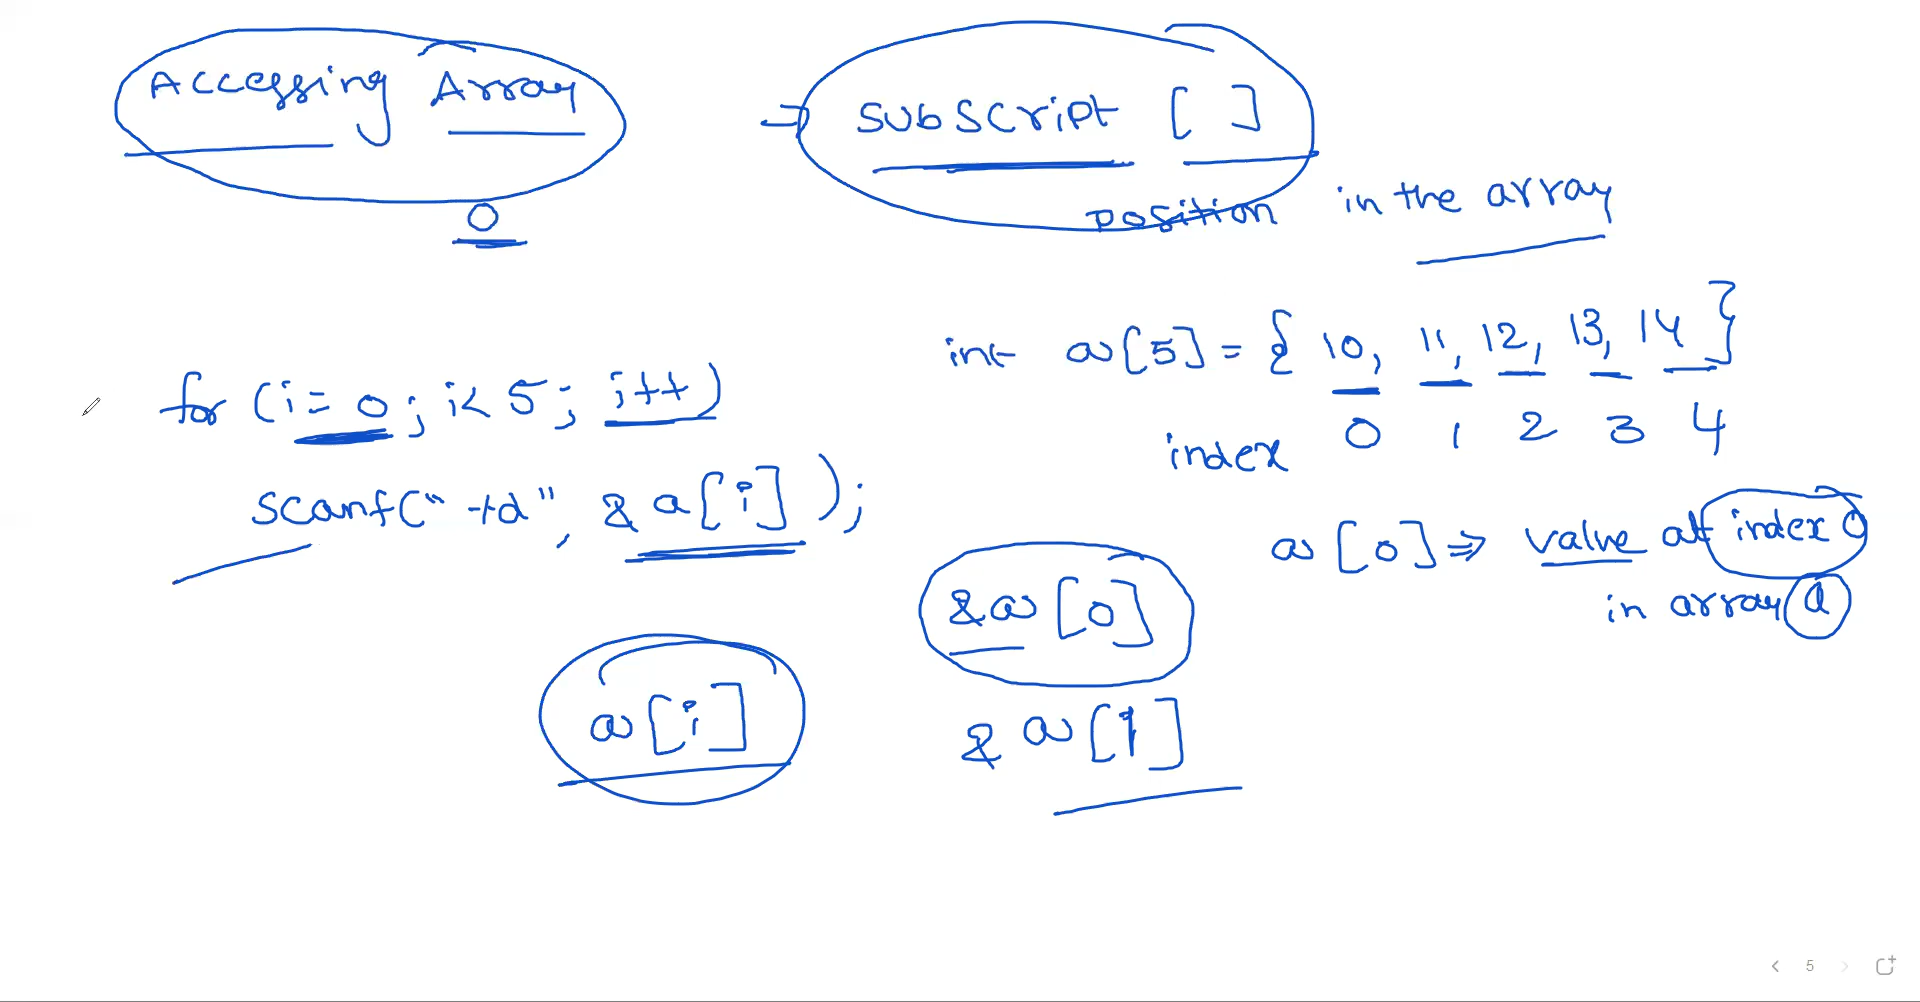 Accessing Array
→ Subscript [ ]
position in the array
0
int a[5] = { 10, 11, 12, 13, 14 }
index 0 1 2 3 4
for (i = 0; i < 5; i++)
scanf("%d", & a[i] );
a[0] ⇒ value at index 0
in array a
&a[0]
a[i]
& a[1]
5